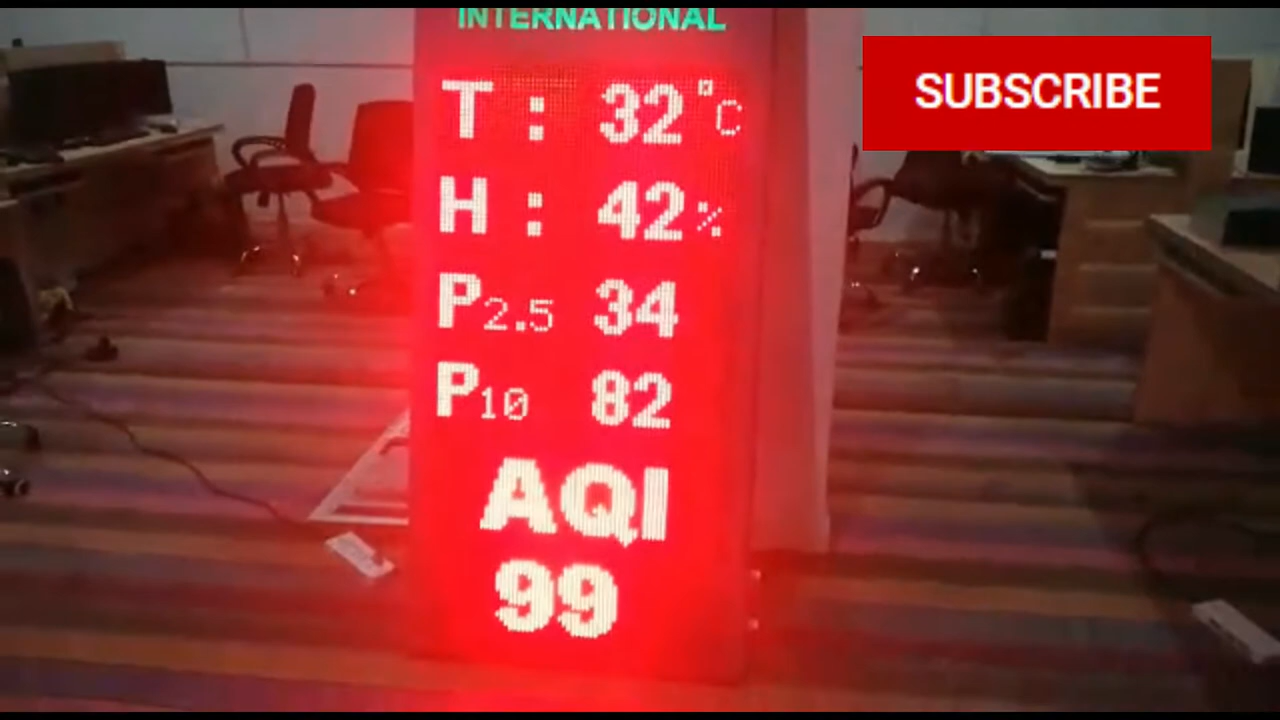 INTERNATIONAL
SUBSCRIBE
T : 32°C
H : 42%
P2.5 34
P10 82
AQI
99